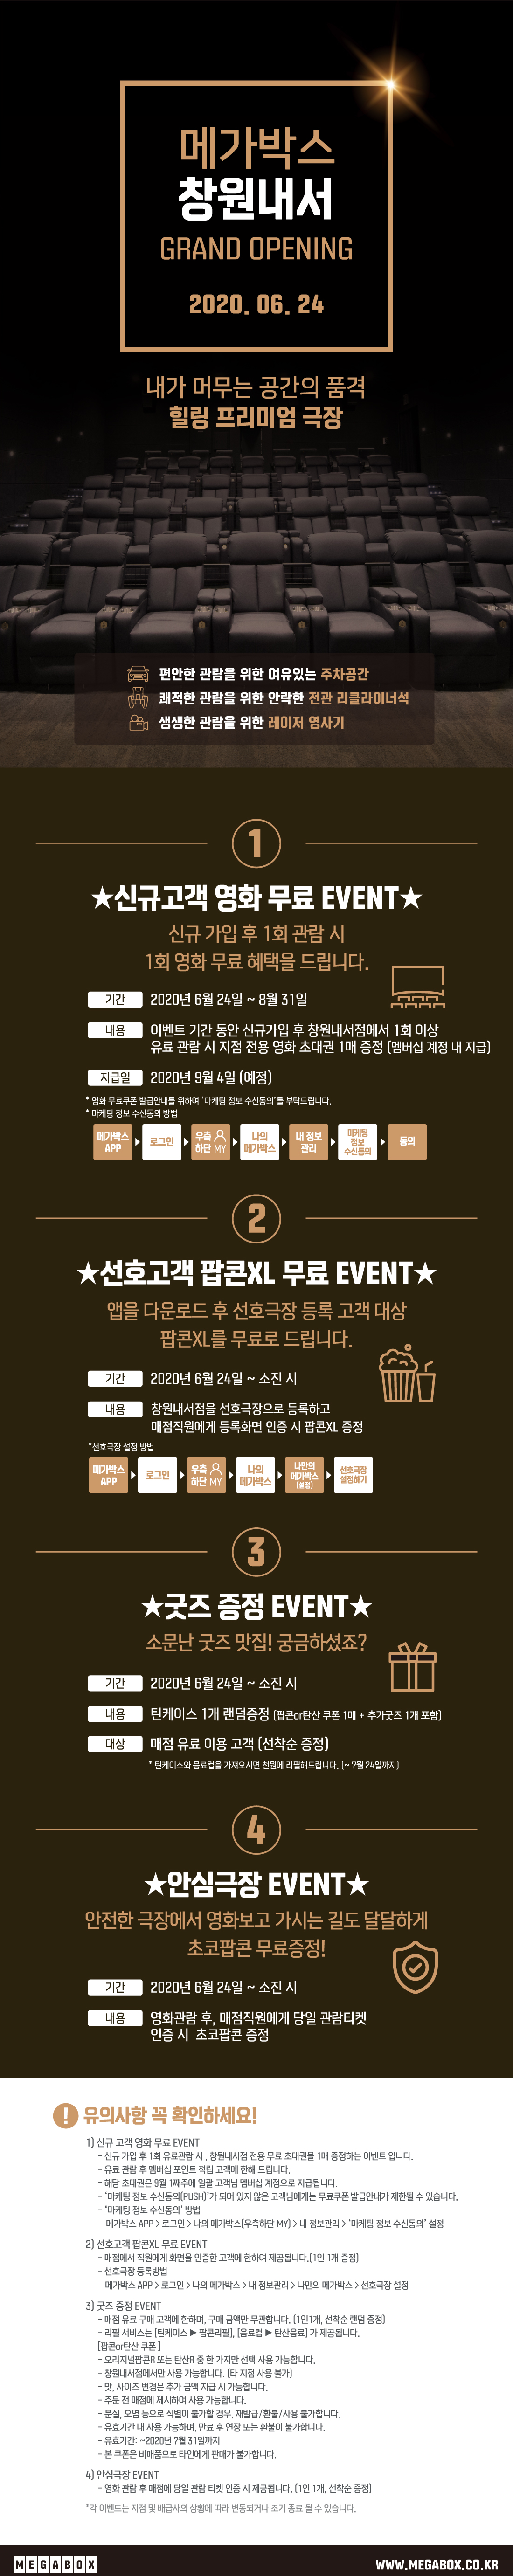 메가박스
창원내서
GRAND OPENING
2020. 06. 24
내가 머무는 공간의 품격
힐링 프리미엄 극장
편안한 관람을 위한 여유있는 주차공간
쾌적한 관람을 위한 안락한 전관 리클라이너석
생생한 관람을 위한 레이저 영사기
1
★신규고객 영화 무료 EVENT★
신규 가입 후 1회 관람 시
1회 영화 무료 혜택을 드립니다.
기간 2020년 6월 24일 ~ 8월 31일
내용 이벤트 기간 동안 신규가입 후 창원내서점에서 1회 이상
유료 관람 시 지점 전용 영화 초대권 1매 증정 (멤버십 계정 내 지급)
지급일 2020년 9월 4일 (예정)
* 영화 무료쿠폰 발급안내를 위하여 '마케팅 정보 수신동의'를 부탁드립니다.
* 마케팅 정보 수신동의 방법
메가박스 APP ▶ 로그인 ▶ 우측 하단 MY ▶ 나의 메가박스 ▶ 내 정보 관리 ▶ 마케팅 정보 수신동의 ▶ 동의
2
★선호고객 팝콘XL 무료 EVENT★
앱을 다운로드 후 선호극장 등록 고객 대상
팝콘XL를 무료로 드립니다.
기간 2020년 6월 24일 ~ 소진 시
내용 창원내서점을 선호극장으로 등록하고
매점직원에게 등록화면 인증 시 팝콘XL 증정
*선호극장 설정 방법
메가박스 APP ▶ 로그인 ▶ 우측 하단 MY ▶ 나의 메가박스 ▶ 나만의 메가박스 (설정) ▶ 선호극장 설정하기
3
★굿즈 증정 EVENT★
소문난 굿즈 맛집! 궁금하셨죠?
기간 2020년 6월 24일 ~ 소진 시
내용 틴케이스 1개 랜덤증정 (팝콘or탄산 쿠폰 1매 + 추가굿즈 1개 포함)
대상 매점 유료 이용 고객 (선착순 증정)
* 틴케이스와 음료컵을 가져오시면 천원에 리필해드립니다. (~ 7월 24일까지)
4
★안심극장 EVENT★
안전한 극장에서 영화보고 가시는 길도 달달하게
초코팝콘 무료증정!
기간 2020년 6월 24일 ~ 소진 시
내용 영화관람 후, 매점직원에게 당일 관람티켓
인증 시 초코팝콘 증정
! 유의사항 꼭 확인하세요!
1) 신규 고객 영화 무료 EVENT
- 신규 가입 후 1회 유료관람 시 , 창원내서점 전용 무료 초대권을 1매 증정하는 이벤트 입니다.
- 유료 관람 후 멤버십 포인트 적립 고객에 한해 드립니다.
- 해당 초대권은 9월 1째주에 일괄 고객님 멤버십 계정으로 지급됩니다.
- '마케팅 정보 수신동의(PUSH)'가 되어 있지 않은 고객님에게는 무료쿠폰 발급안내가 제한될 수 있습니다.
- '마케팅 정보 수신동의' 방법
메가박스 APP > 로그인 > 나의 메가박스(우측하단 MY) > 내 정보관리 > '마케팅 정보 수신동의' 설정
2) 선호고객 팝콘XL 무료 EVENT
- 매점에서 직원에게 화면을 인증한 고객에 한하여 제공됩니다.(1인 1개 증정)
- 선호극장 등록방법
메가박스 APP > 로그인 > 나의 메가박스 > 내 정보관리 > 나만의 메가박스 > 선호극장 설정
3) 굿즈 증정 EVENT
- 매점 유료 구매 고객에 한하며, 구매 금액만 무관합니다. (1인1개, 선착순 랜덤 증정)
- 리필 서비스는 [틴케이스 ▶ 팝콘리필], [음료컵 ▶ 탄산음료] 가 제공됩니다.
[팝콘or탄산 쿠폰 ]
- 오리지널팝콘R 또는 탄산R 중 한 가지만 선택 사용 가능합니다.
- 창원내서점에서만 사용 가능합니다. (타 지점 사용 불가)
- 맛, 사이즈 변경은 추가 금액 지급 시 가능합니다.
- 주문 전 매점에 제시하여 사용 가능합니다.
- 분실, 오염 등으로 식별이 불가할 경우, 재발급/환불/사용 불가합니다.
- 유효기간 내 사용 가능하며, 만료 후 연장 또는 환불이 불가합니다.
- 유효기간: ~2020년 7월 31일까지
- 본 쿠폰은 비매품으로 타인에게 판매가 불가합니다.
4) 안심극장 EVENT
- 영화 관람 후 매점에 당일 관람 티켓 인증 시 제공됩니다. (1인 1개, 선착순 증정)
*각 이벤트는 지점 및 배급사의 상황에 따라 변동되거나 조기 종료 될 수 있습니다.
MEGABOX
WWW.MEGABOX.CO.KR